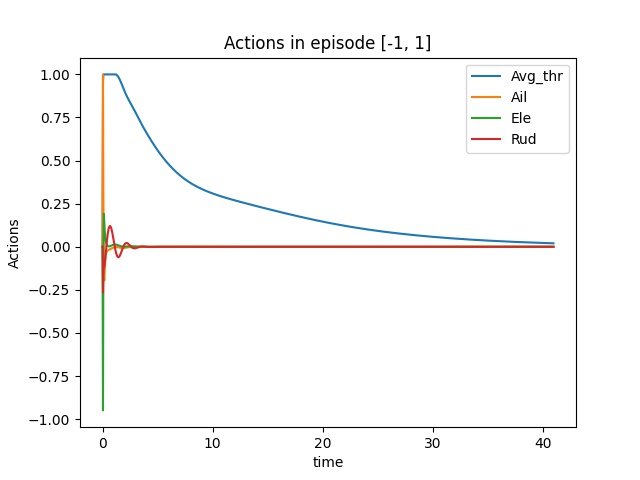 Actions in episode [-1, 1]
Avg_thr
Ail
Ele
Rud
Actions
1.00
0.75
0.50
0.25
0.00
−0.25
−0.50
−0.75
−1.00
0 10 20 30 40
time